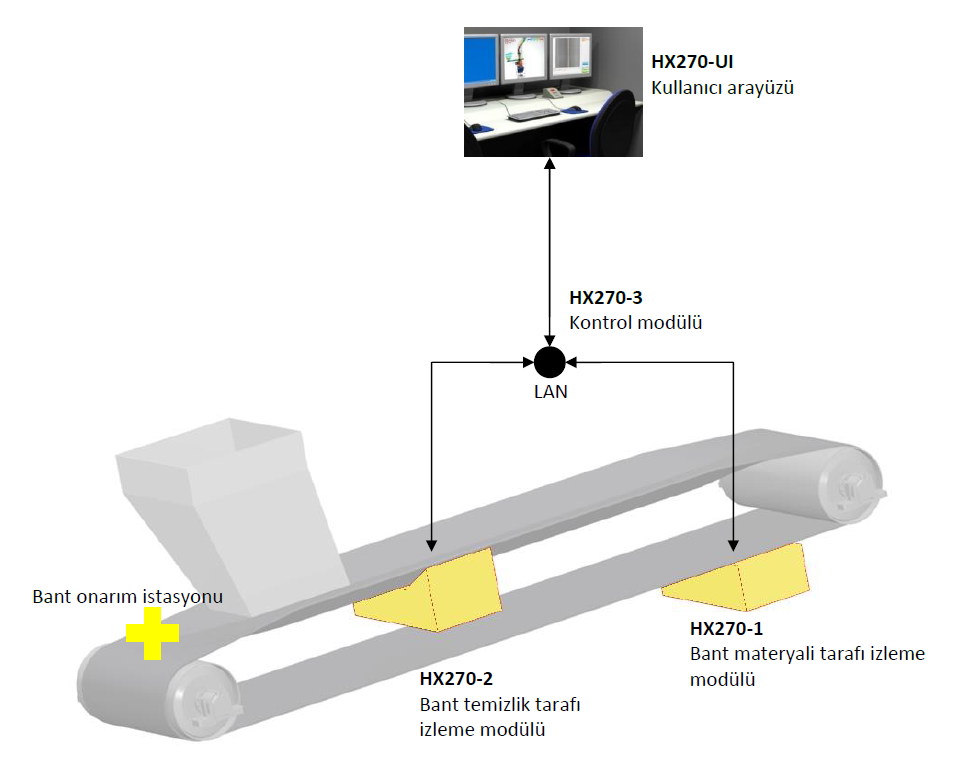 HX270-UI
Kullanıcı arayüzü
HX270-3
Kontrol modülü
LAN
Bant onarım istasyonu
HX270-1
Bant materyali tarafı izleme
modülü
HX270-2
Bant temizlik tarafı
izleme modülü